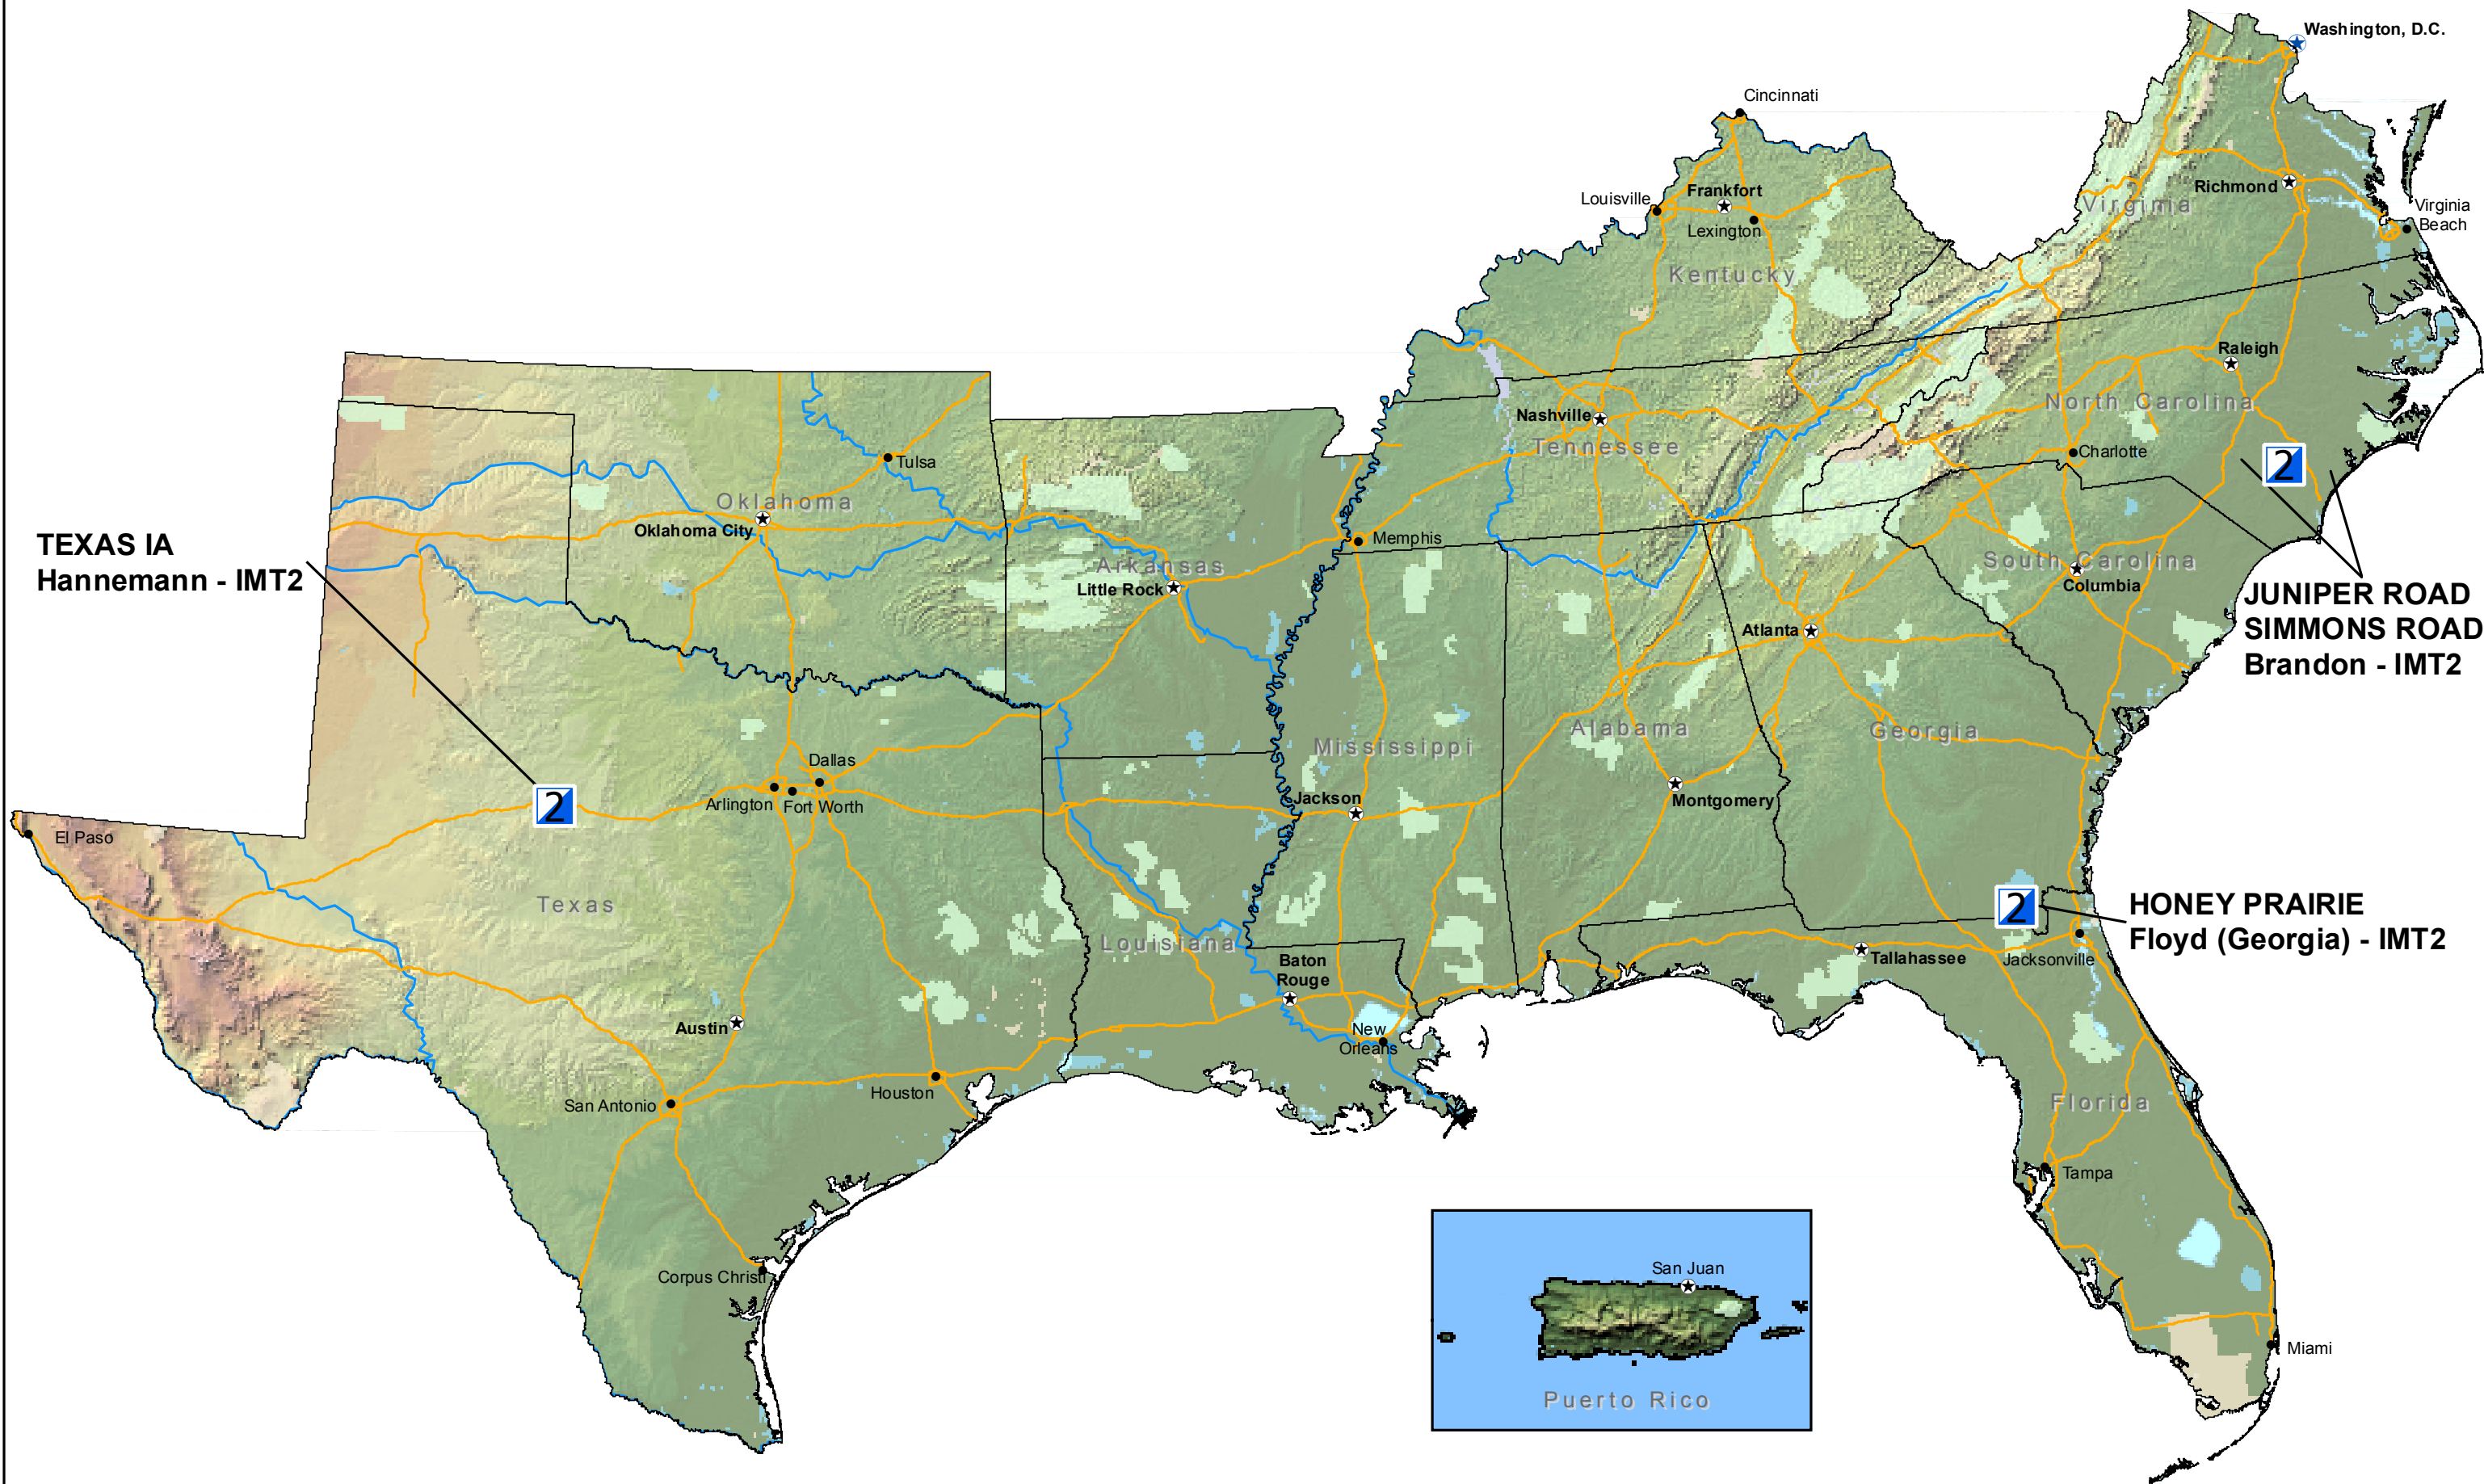 Washington, D.C.
Cincinnati
Louisville
Frankfort
Lexington
Kentucky
Richmond
Virginia
Virginia
Beach
Raleigh
North Carolina
Nashville
Tennessee
Charlotte
2
Tulsa
Oklahoma
Oklahoma City
TEXAS IA
Hannemann - IMT2
Memphis
Arkansas
Little Rock
South Carolina
Columbia
JUNIPER ROAD
SIMMONS ROAD
Brandon - IMT2
Atlanta
Alabama
Georgia
Mississippi
Dallas
Arlington
Fort Worth
2
Jackson
Montgomery
El Paso
Texas
2
HONEY PRAIRIE
Floyd (Georgia) - IMT2
Louisiana
Baton
Rouge
Tallahassee
Jacksonville
Austin
New
Orleans
Houston
San Antonio
Florida
Tampa
Corpus Christi
San Juan
Puerto Rico
Miami